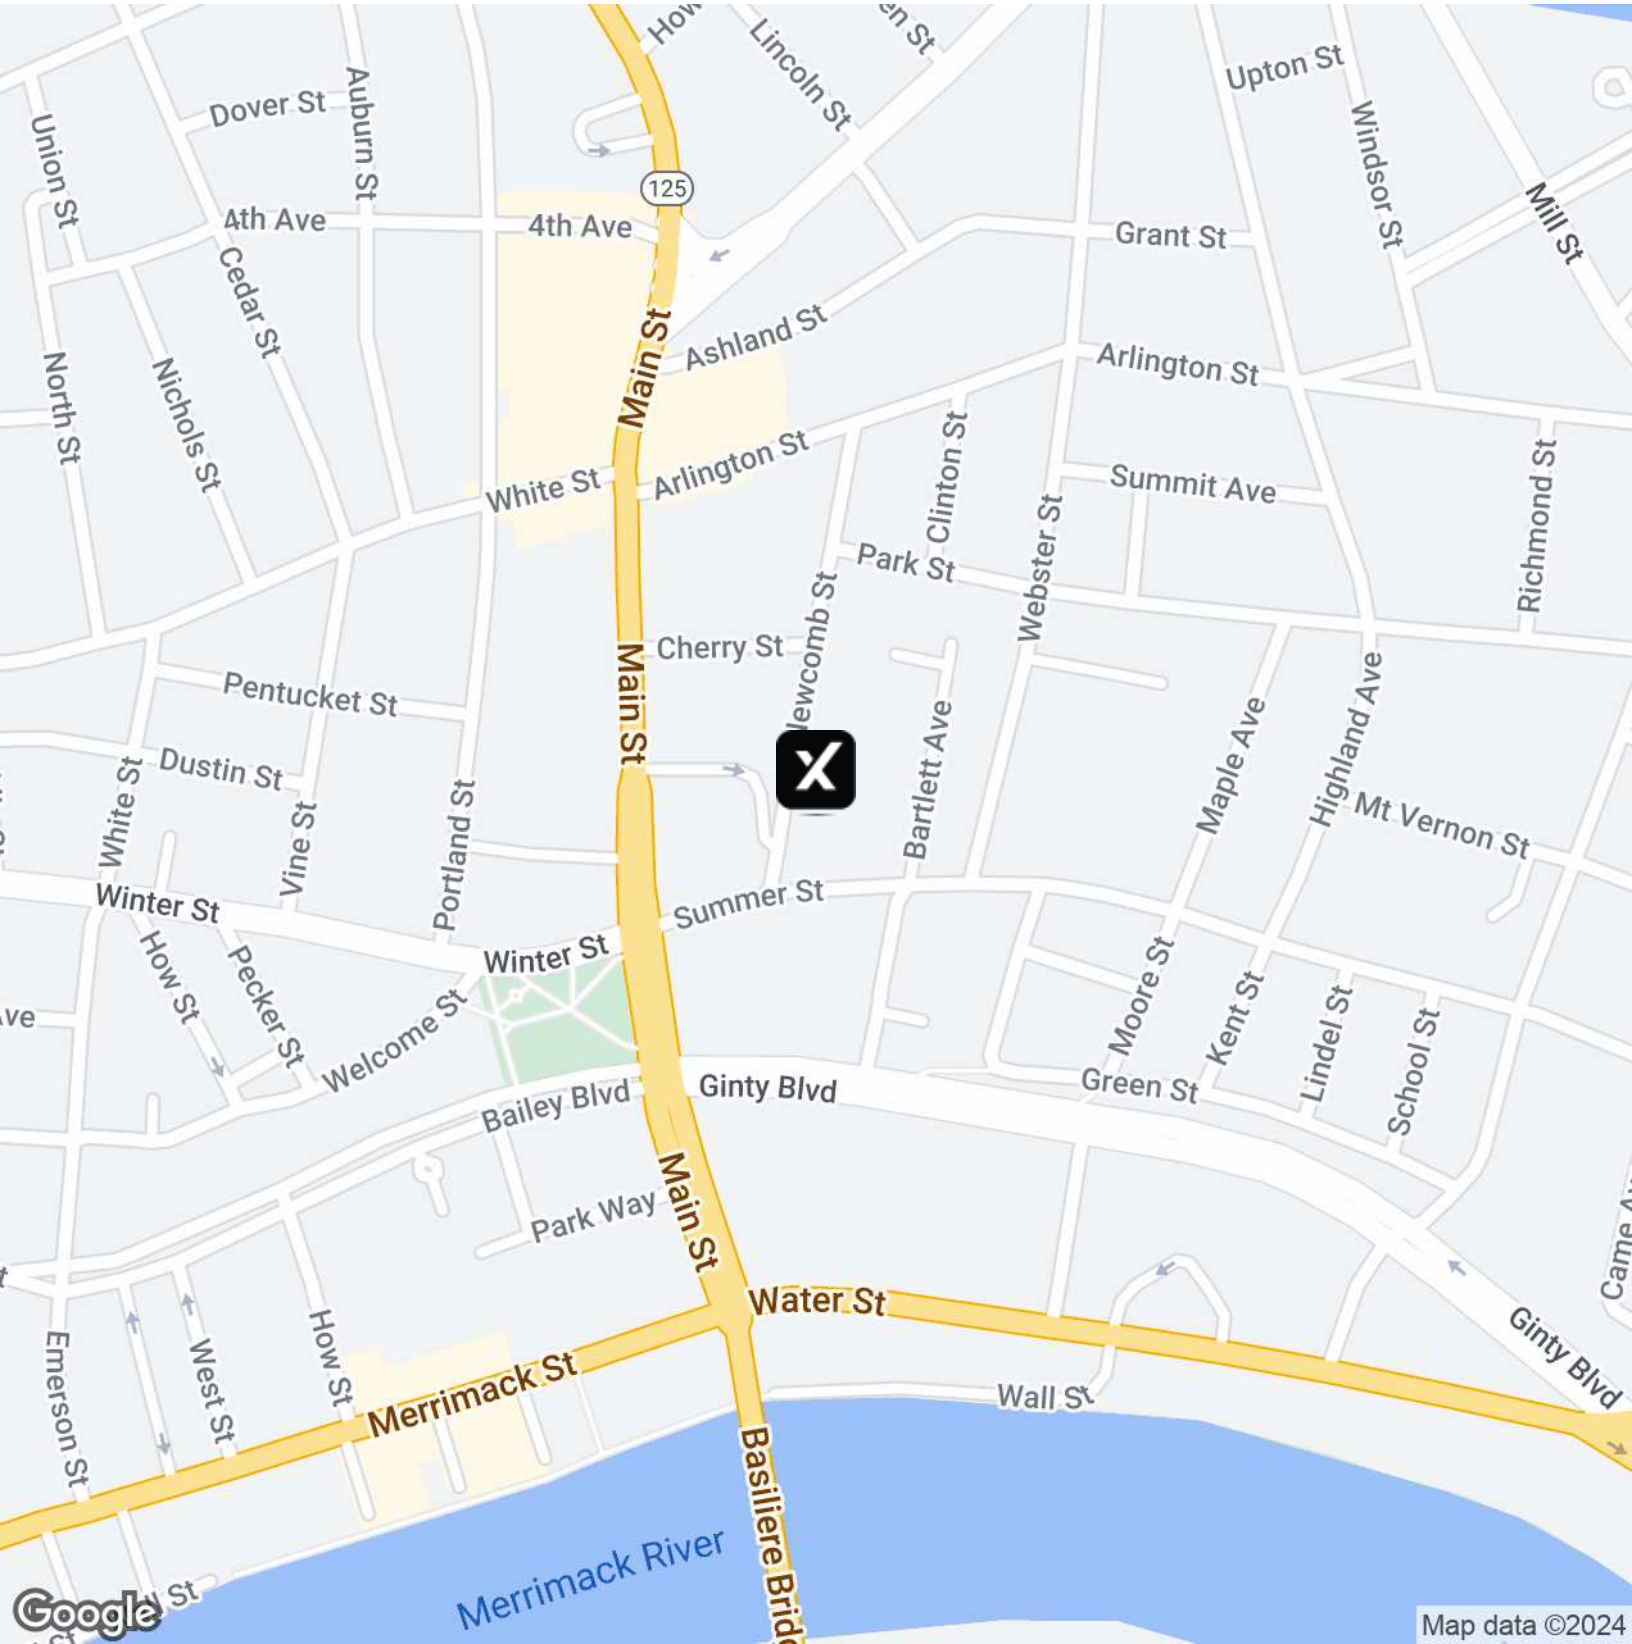 Lincoln St
Upton St
Dover St
Auburn St
Union St
Windsor St
125
Mill St
4th Ave
4th Ave
Grant St
Cedar St
Main St
Ashland St
Arlington St
North St
Nichols St
Arlington St
Clinton St
White St
Summit Ave
Richmond St
Park St
Webster St
Cherry St
Main St
Pentucket St
Bartlett Ave
Maple Ave
Highland Ave
Dustin St
X
White St
Vine St
Portland St
Mt Vernon St
Winter St
Summer St
Winter St
How St
Pecker St
Welcome St
Moore St
Kent St
Lindel St
School St
Bailey Blvd
Ginty Blvd
Green St
Main St
Park Way
Water St
Ginty Blvd
Emerson St
West St
How St
Merrimack St
Wall St
Merrimack River
Google
Map data ©2024